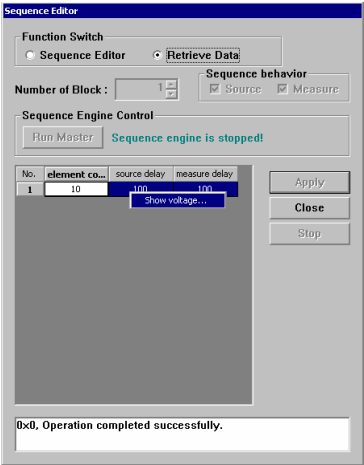 Sequence Editor
Function Switch
Sequence Editor Retrieve Data
Number of Block : 1
Sequence behavior
Source Measure
Sequence Engine Control
Run Master Sequence engine is stopped!
No. element co... source delay measure delay
1 10 100 100
Show voltage...
Apply
Close
Stop
0x0, Operation completed successfully.